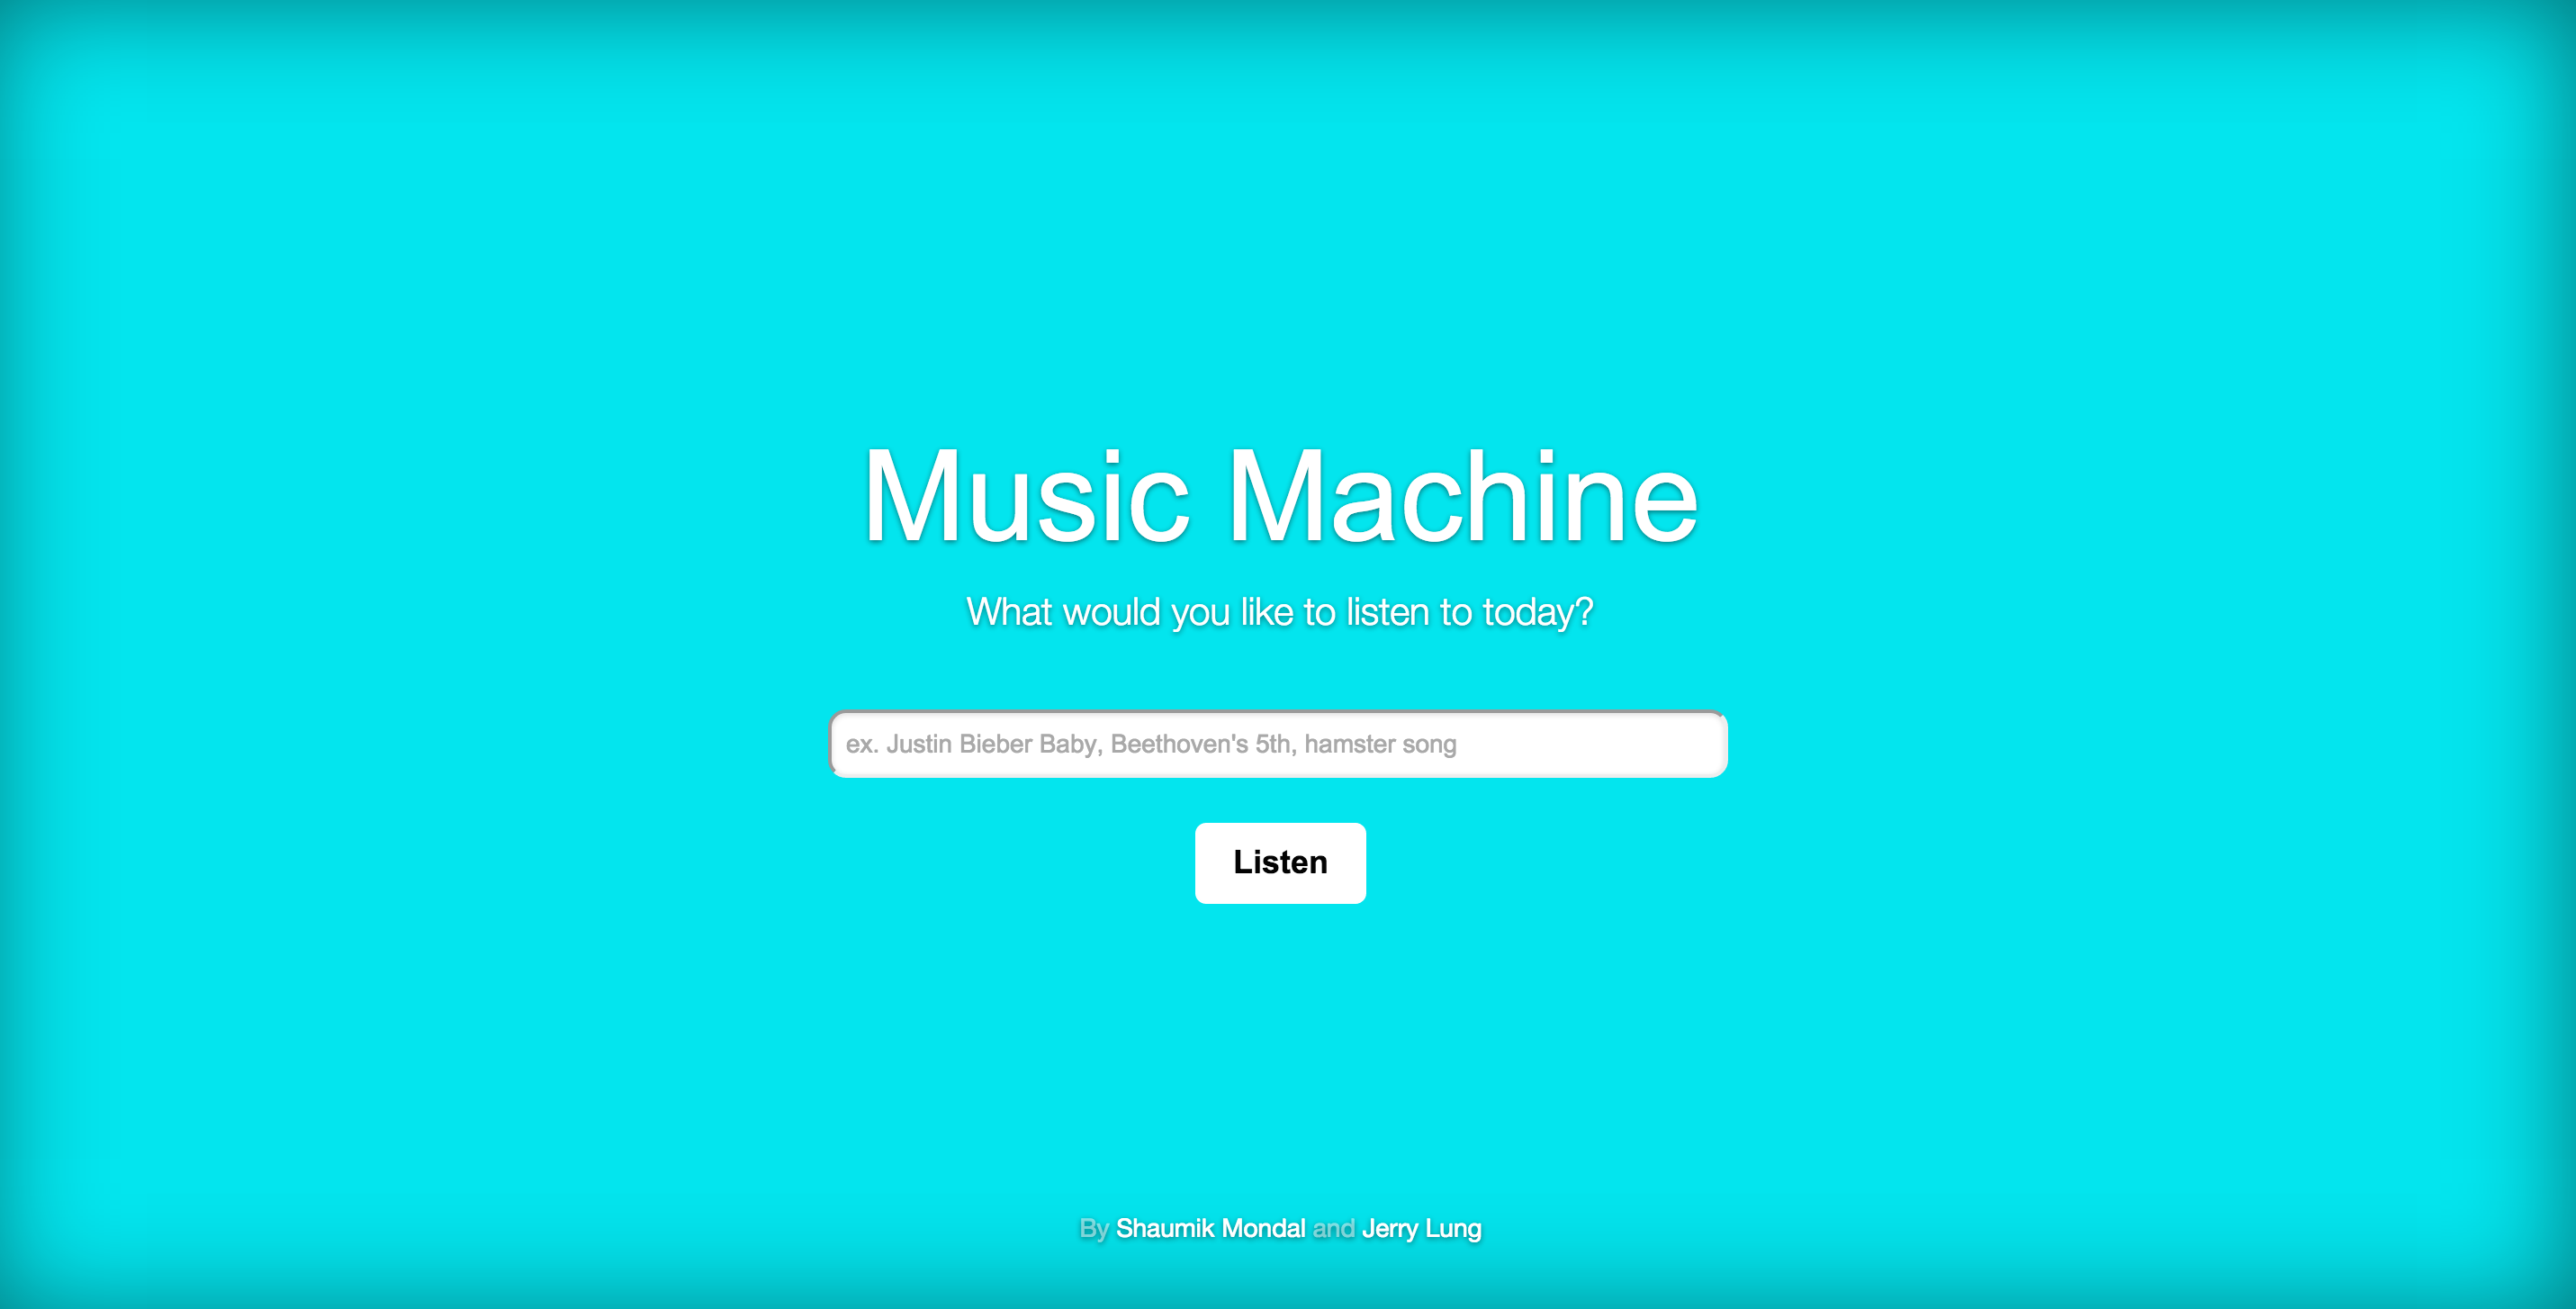 Music Machine
What would you like to listen to today?
ex. Justin Bieber Baby, Beethoven's 5th, hamster song
Listen
By Shaumik Mondal and Jerry Lung